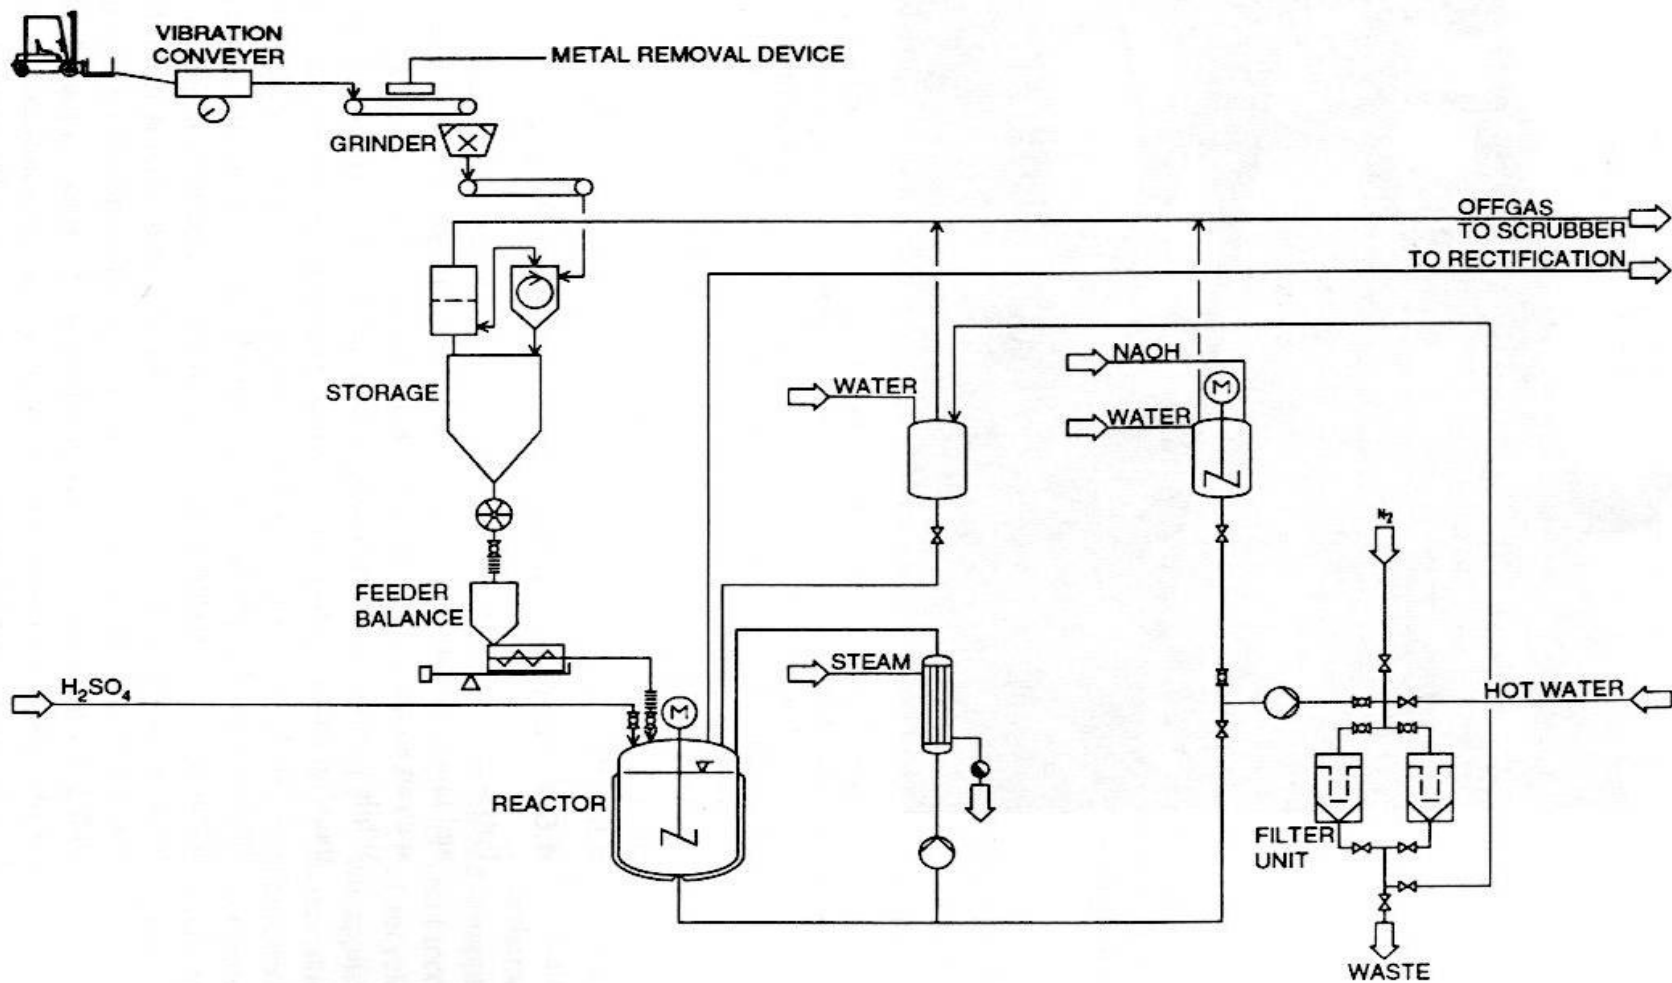 VIBRATION
CONVEYER
METAL REMOVAL DEVICE
GRINDER
OFFGAS
TO SCRUBBER
TO RECTIFICATION
STORAGE
WATER
NAOH
M
WATER
N2
FEEDER
BALANCE
STEAM
H2SO4
HOT WATER
M
REACTOR
FILTER
UNIT
WASTE